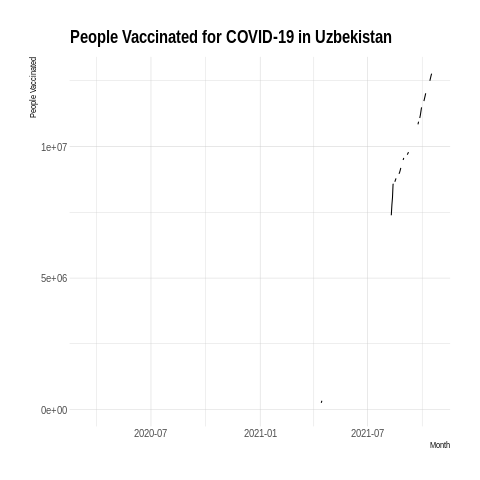 People Vaccinated for COVID-19 in Uzbekistan
People Vaccinated
1e+07
5e+06
0e+00
2020-07
2021-01
2021-07
Month